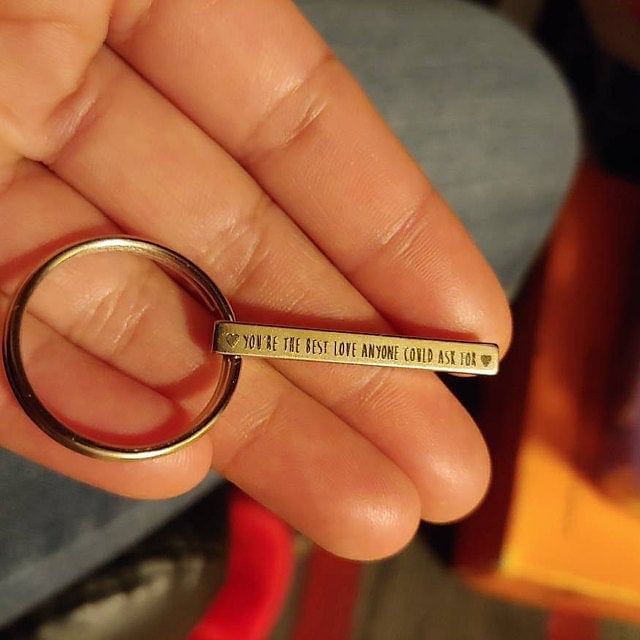 ♥ YOU'RE THE BEST LOVE ANYONE COULD ASK FOR ♥